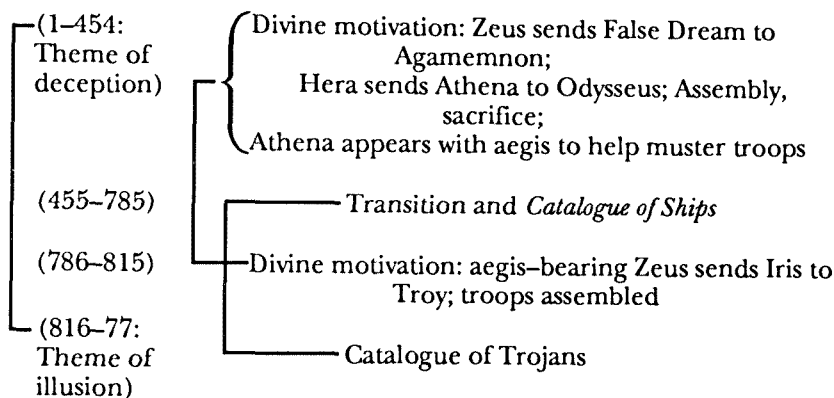 (1–454: Divine motivation: Zeus sends False Dream to
Theme of Agamemnon;
deception) Hera sends Athena to Odysseus; Assembly,
sacrifice;
Athena appears with aegis to help muster troops
(455–785) Transition and Catalogue of Ships
(786–815) Divine motivation: aegis–bearing Zeus sends Iris to
Troy; troops assembled
(816–77:
Theme of Catalogue of Trojans
illusion)